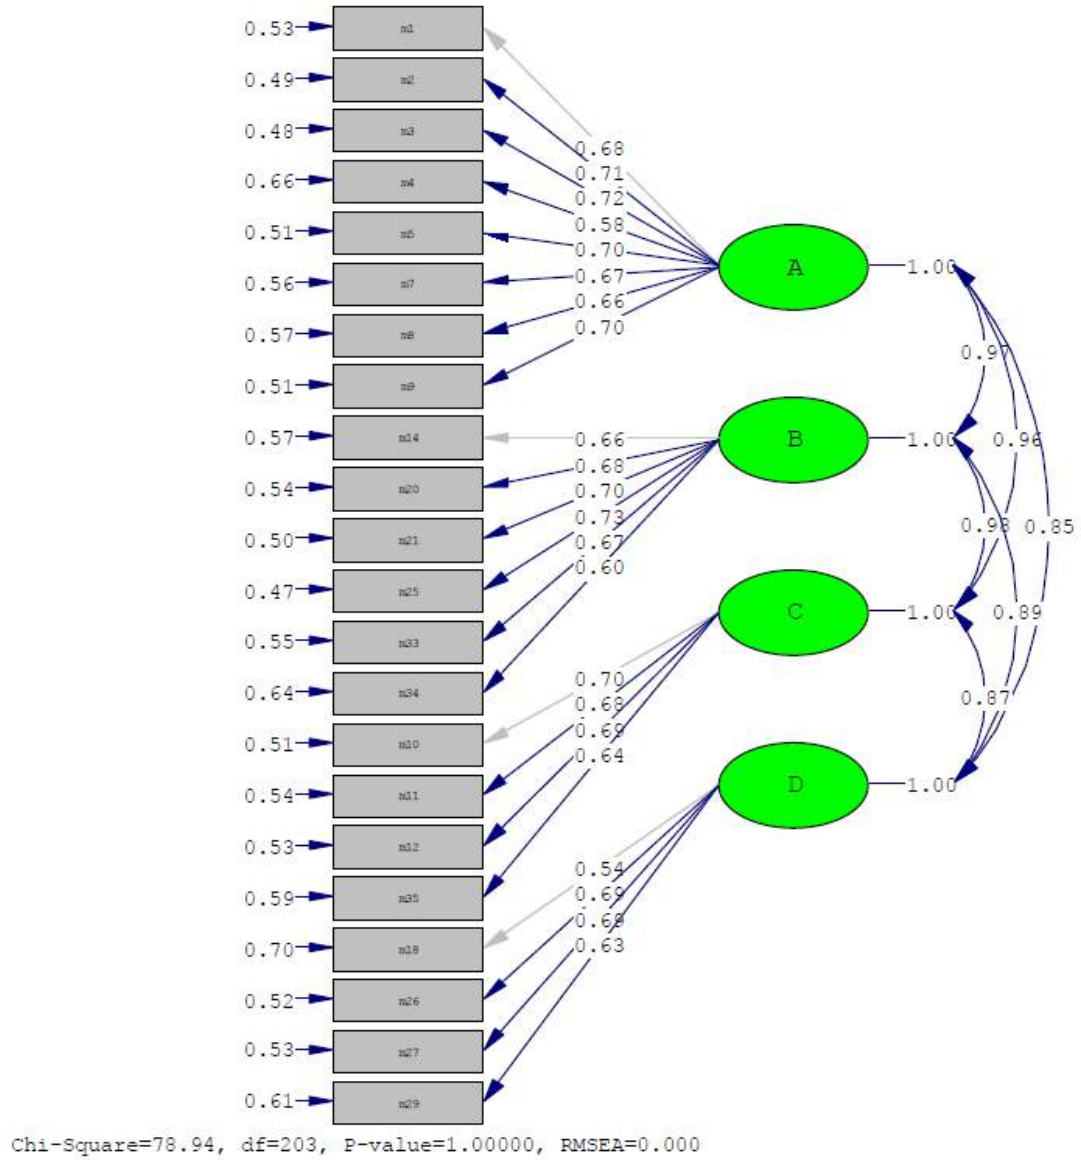 0.53 m1
0.49 m2
0.48 m3
0.68
0.71
0.66 m4
0.72
0.58
0.51 m5
0.70
A 1.00
0.56 m7
0.67
0.66
0.57 m8
0.70
0.97
0.51 m9
0.57 m14 0.66 B 1.00 0.96
0.68
0.54 m20
0.70
0.73
0.98 0.85
0.50 m21
0.67
0.60
0.47 m25
C 1.00 0.89
0.55 m33
0.70
0.64 m34
0.87
0.68
0.69
0.51 m10
0.64
D 1.00
0.54 m11
0.53 m12
0.54
0.59 m35
0.69
0.69
0.70 m18
0.63
0.52 m26
0.53 m27
0.61 m29
Chi-Square=78.94, df=203, P-value=1.00000, RMSEA=0.000